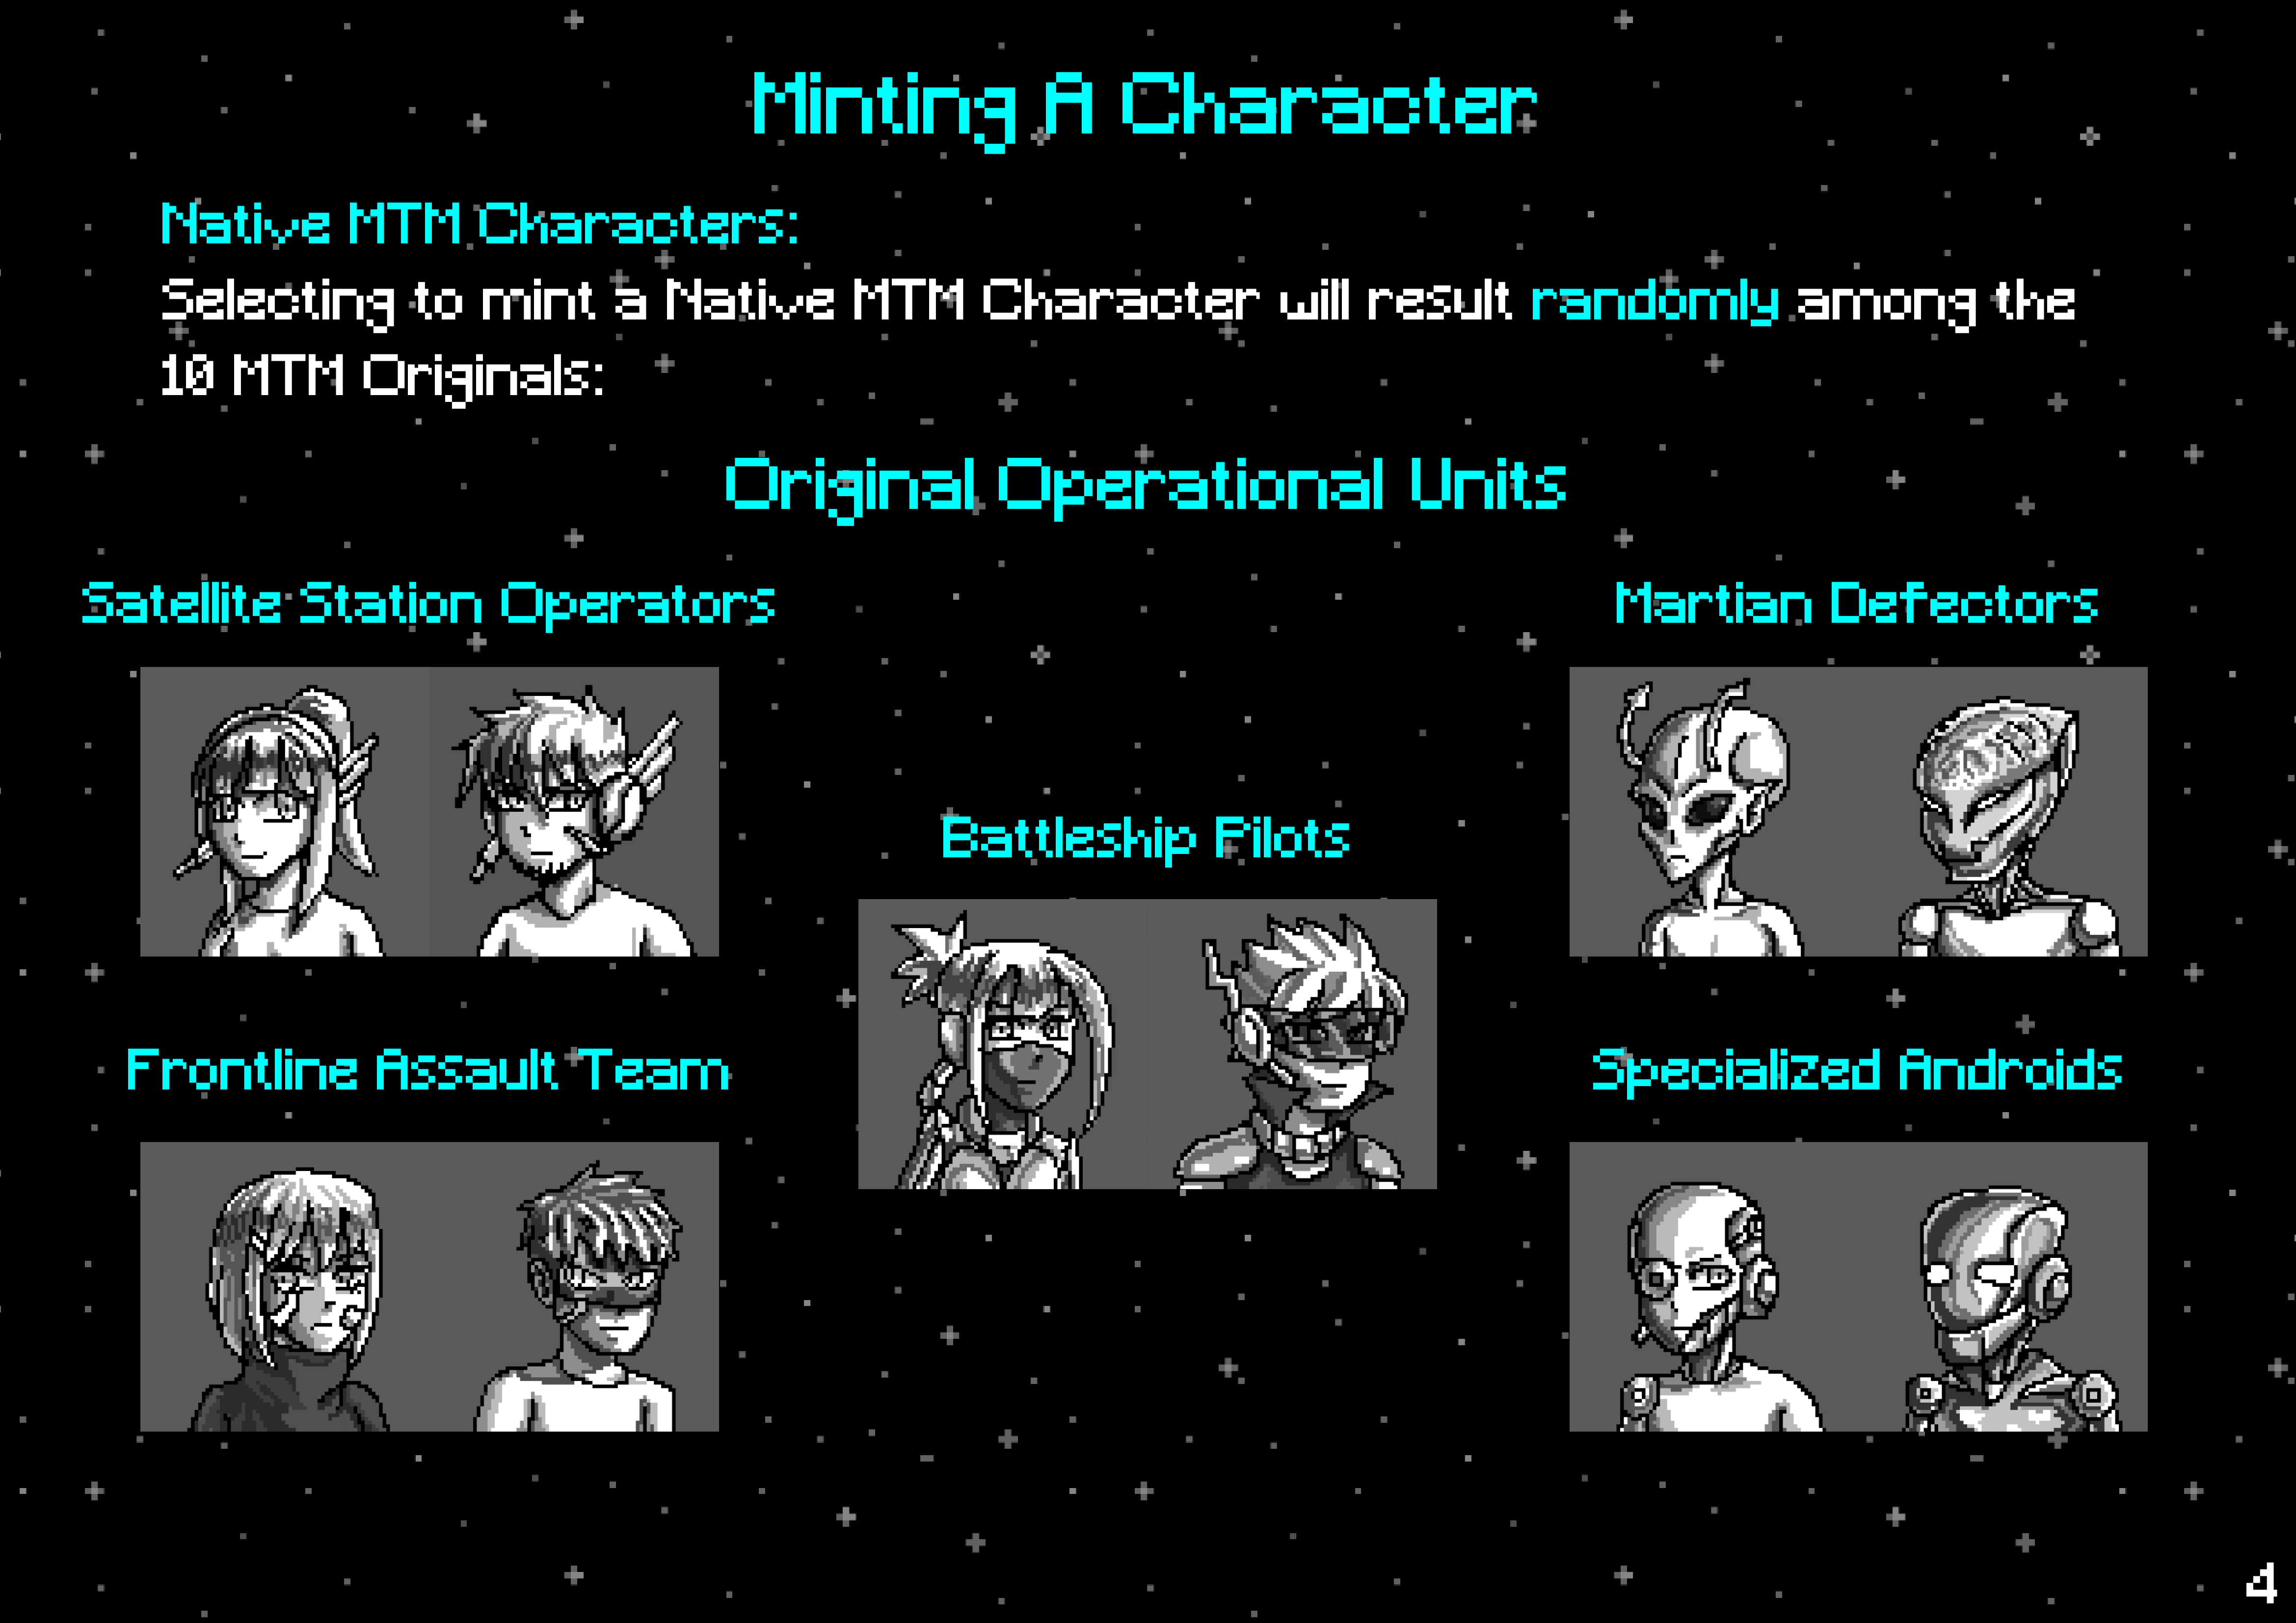 Minting A Character
Native MTM Ckaracters:
Selecting to mint a Native MTM Character will result randomly among the
10 MTM Originals:
Original Operational Units
Satellite Station Operators
Martian Defectors
Battleship Pilots
Frontline Assault Team
Specialized Androids
4